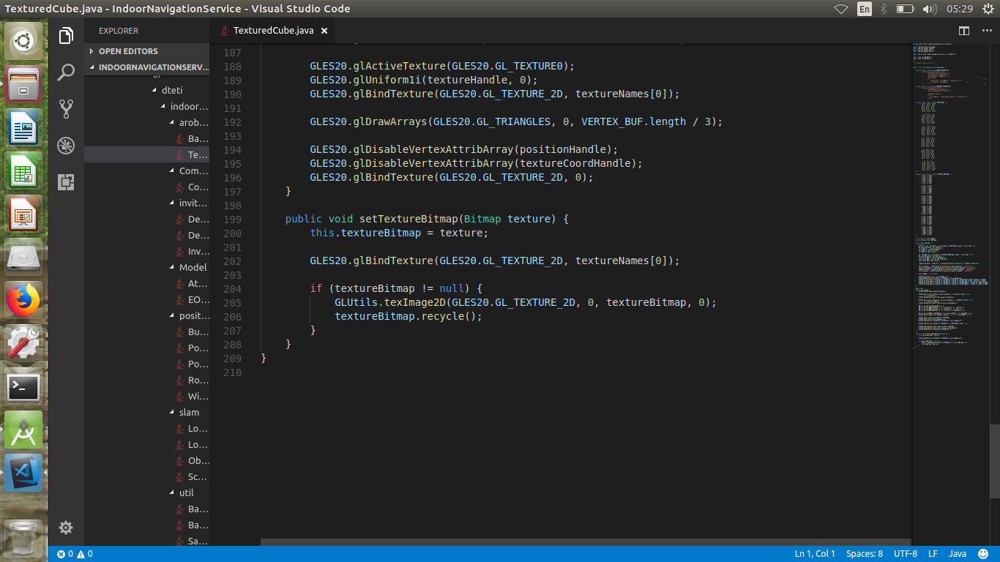 TexturedCube.java - IndoorNavigationService - Visual Studio Code
En
05:29
EXPLORER
OPEN EDITORS
INDOORNAVIGATIONSERV...
dteti
indoor...
arob...
Ba...
Te...
Com...
Co...
invit...
De...
De...
Inv...
Model
At...
EO...
posit...
Bu...
Po...
Po...
Ro...
Wi...
slam
Lo...
Lo...
Ob...
Sc...
util
Ba...
Ba...
Sa...
TexturedCube.java ×
187
188 GLES20.glActiveTexture(GLES20.GL_TEXTURE0);
189 GLES20.glUniform1i(textureHandle, 0);
190 GLES20.glBindTexture(GLES20.GL_TEXTURE_2D, textureNames[0]);
191
192 GLES20.glDrawArrays(GLES20.GL_TRIANGLES, 0, VERTEX_BUF.length / 3);
193
194 GLES20.glDisableVertexAttribArray(positionHandle);
195 GLES20.glDisableVertexAttribArray(textureCoordHandle);
196 GLES20.glBindTexture(GLES20.GL_TEXTURE_2D, 0);
197 }
198
199 public void setTextureBitmap(Bitmap texture) {
200 this.textureBitmap = texture;
201
202 GLES20.glBindTexture(GLES20.GL_TEXTURE_2D, textureNames[0]);
203
204 if (textureBitmap != null) {
205 GLUtils.texImage2D(GLES20.GL_TEXTURE_2D, 0, textureBitmap, 0);
206 textureBitmap.recycle();
207 }
208 }
209 }
210
0 0
Ln 1, Col 1 Spaces: 8 UTF-8 LF Java